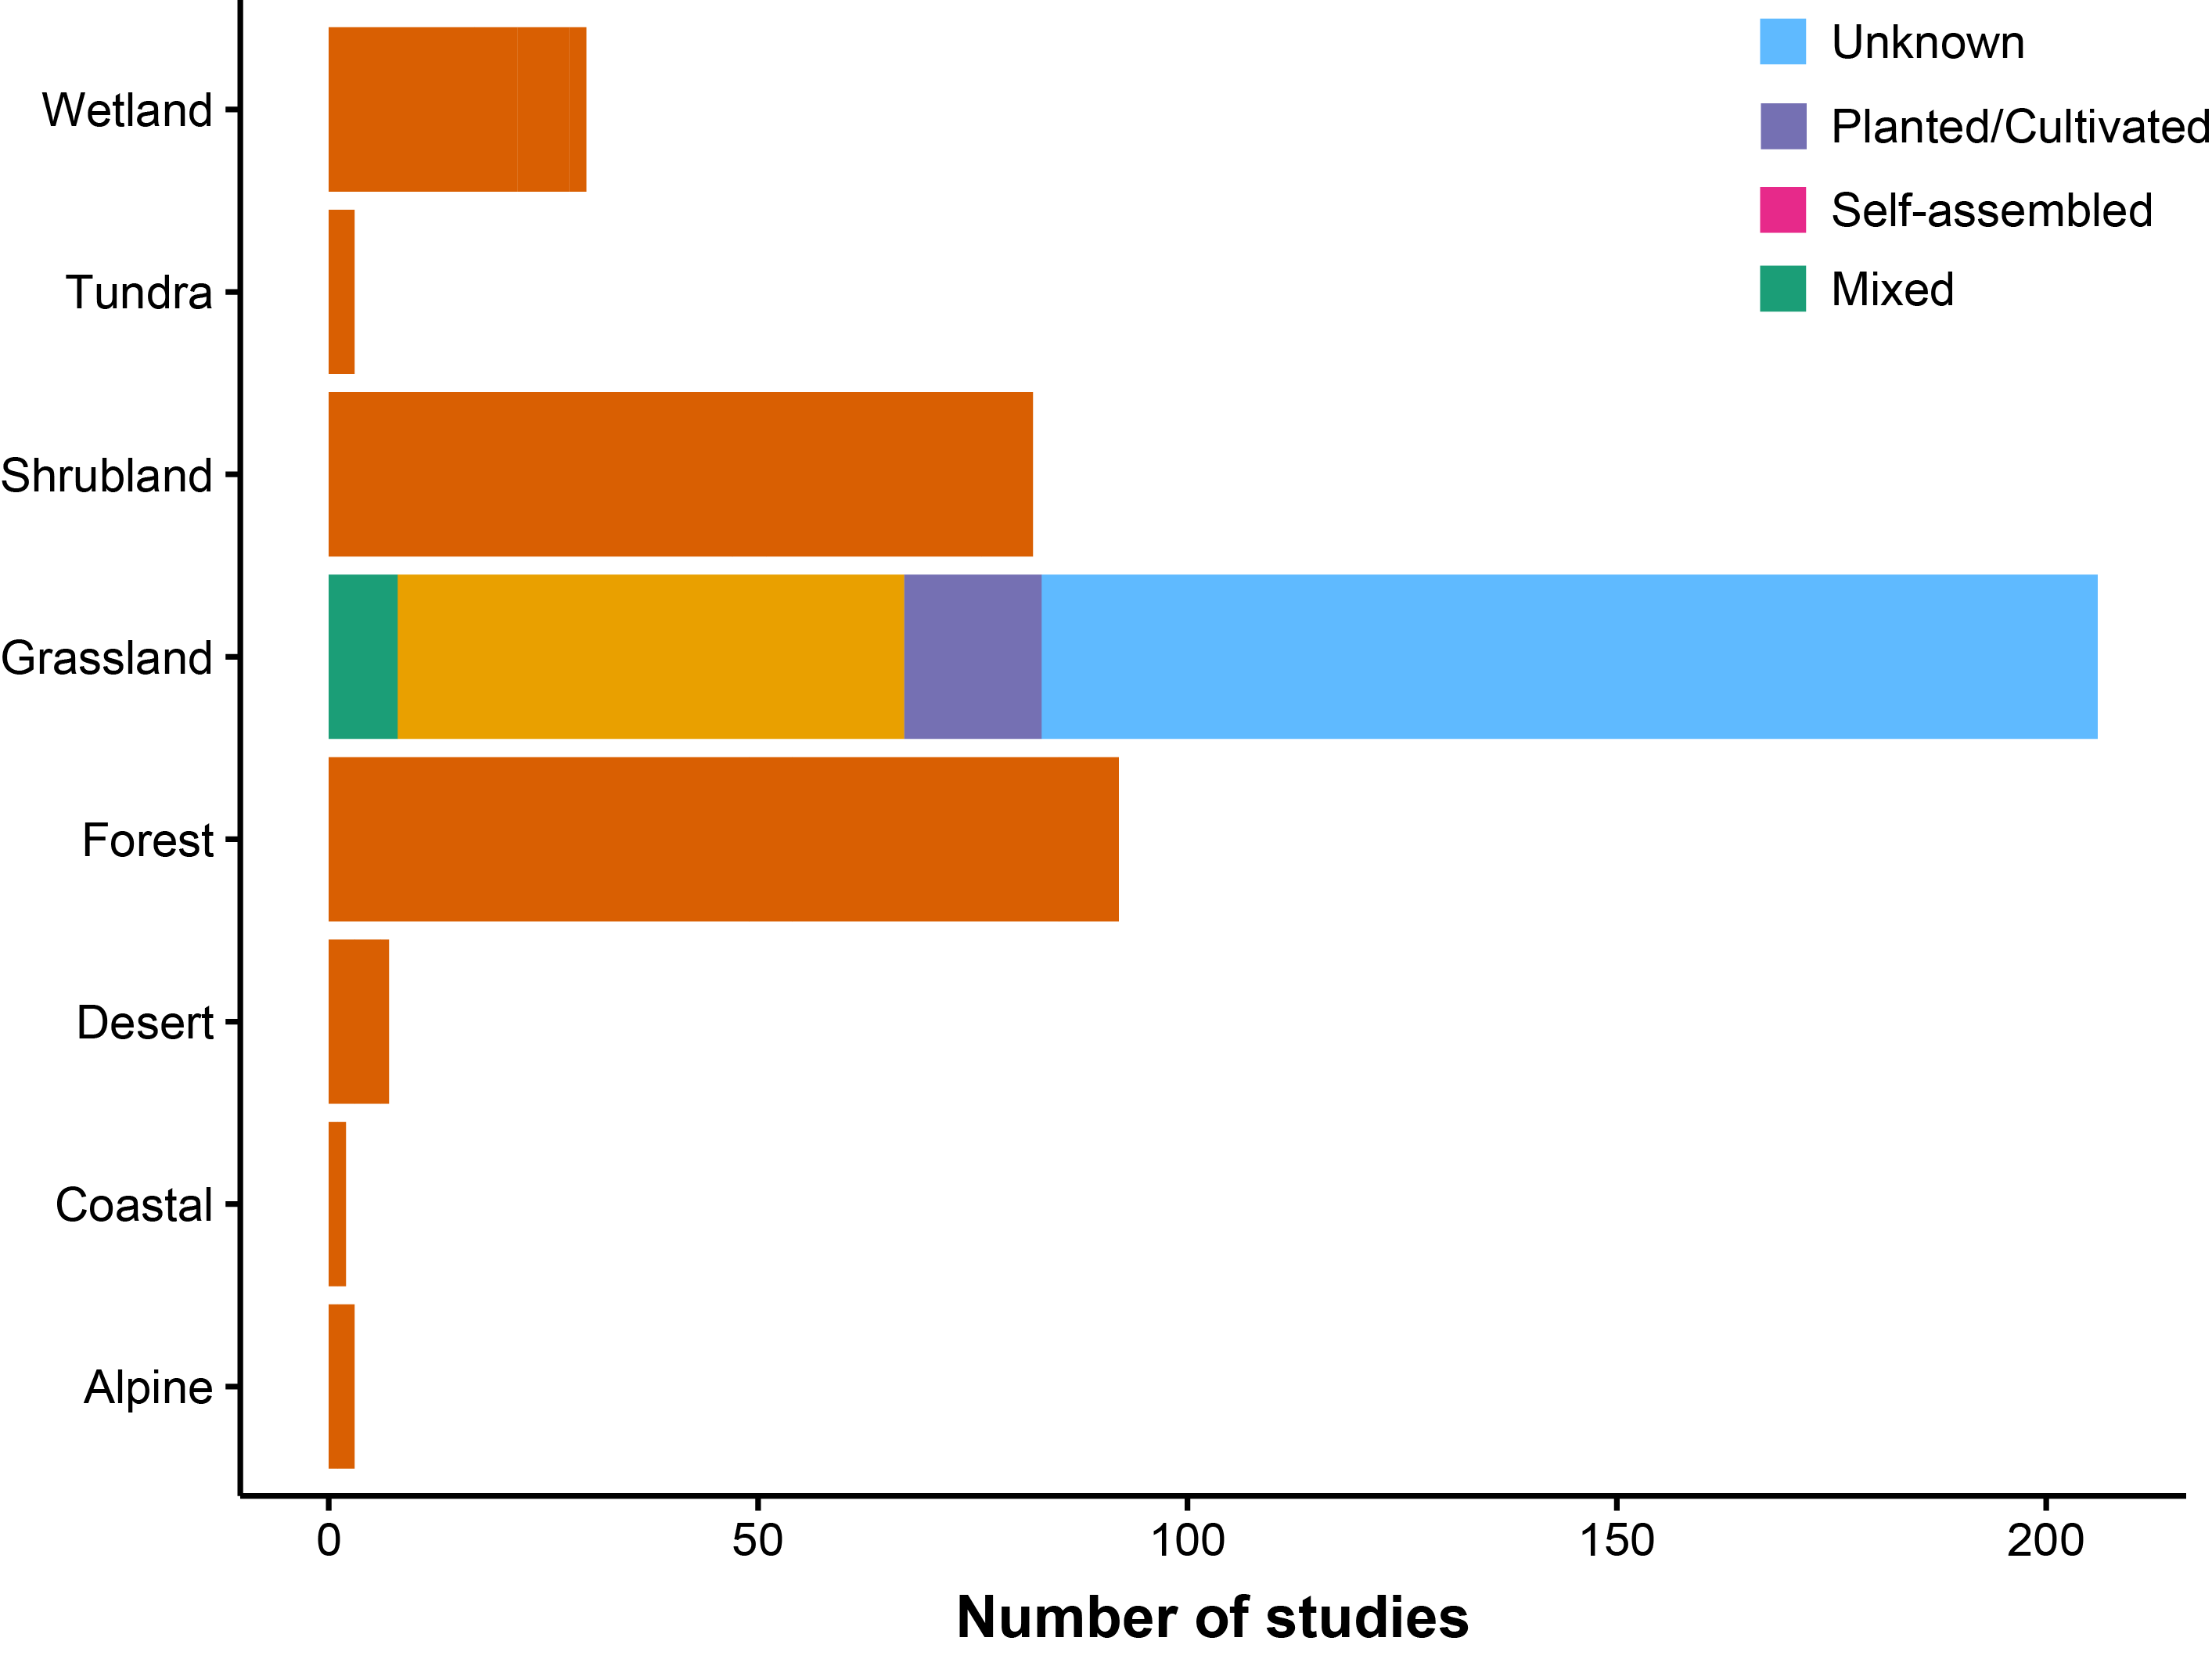 Unknown
Planted/Cultivated
Self-assembled
Mixed
Wetland
Tundra
Shrubland
Grassland
Forest
Desert
Coastal
Alpine
0 50 100 150 200
Number of studies